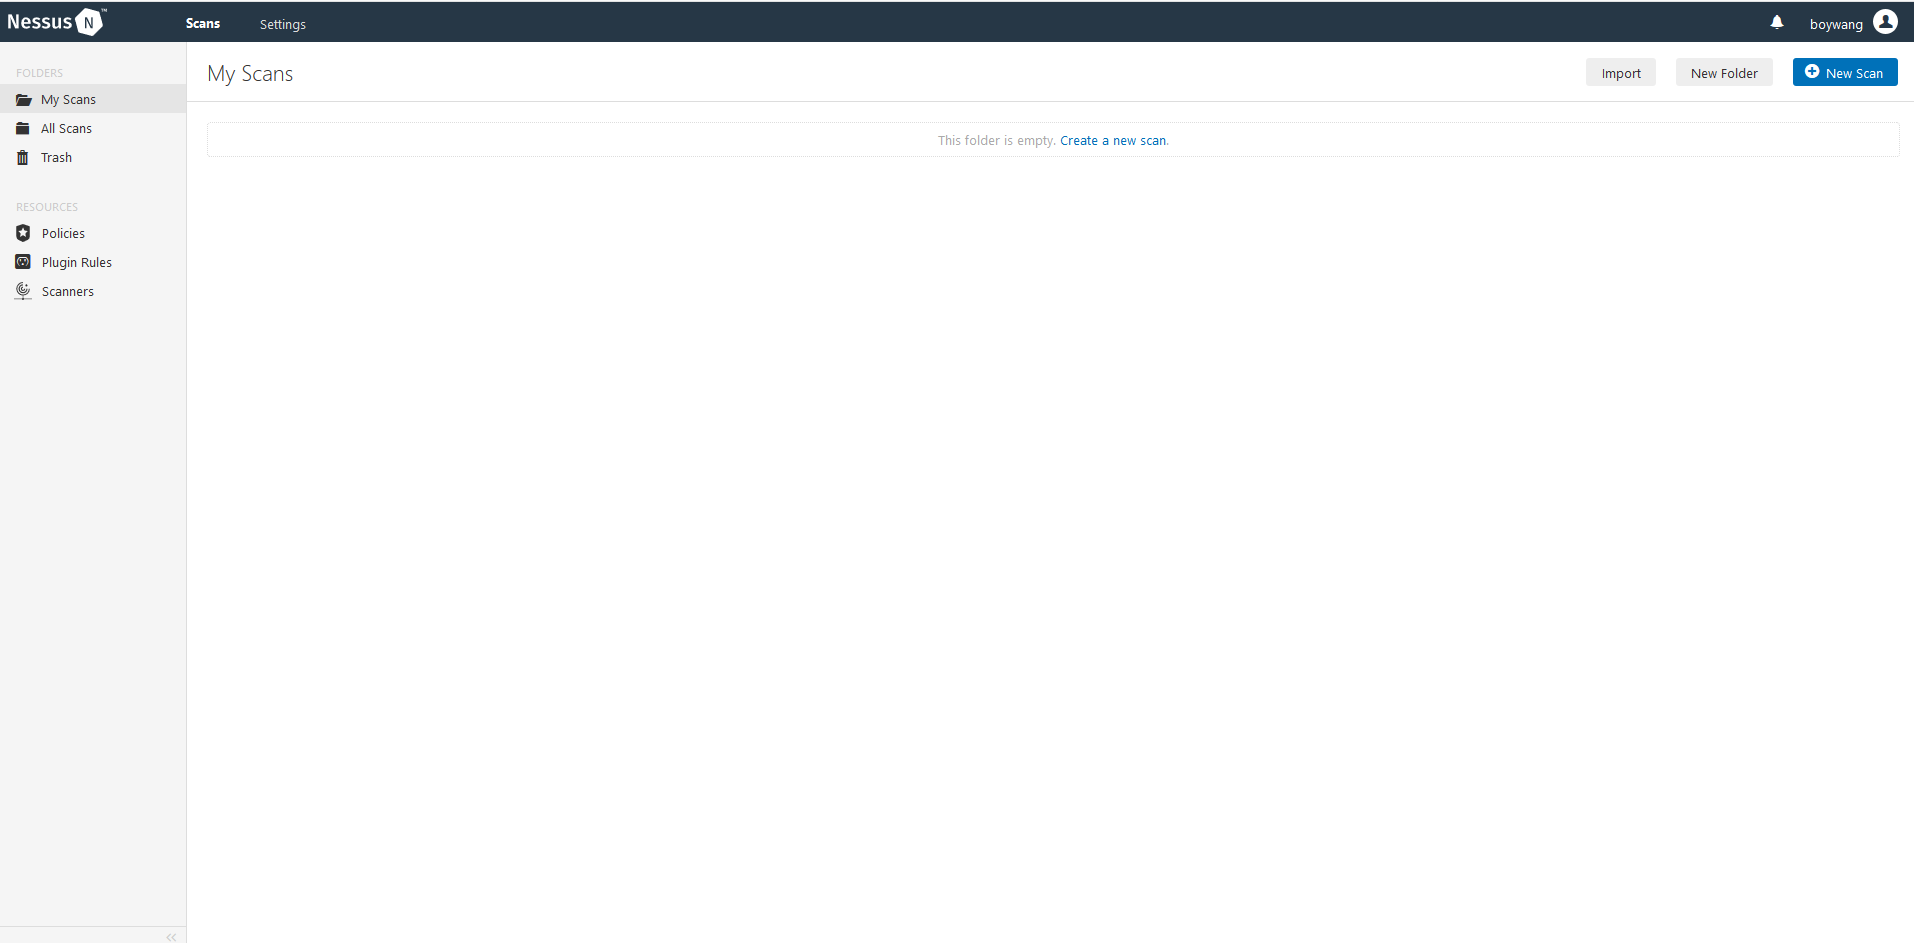 Nessus N™
Scans
Settings
boywang
FOLDERS
My Scans
All Scans
Trash
RESOURCES
Policies
Plugin Rules
Scanners
My Scans
Import
New Folder
New Scan
This folder is empty. Create a new scan.